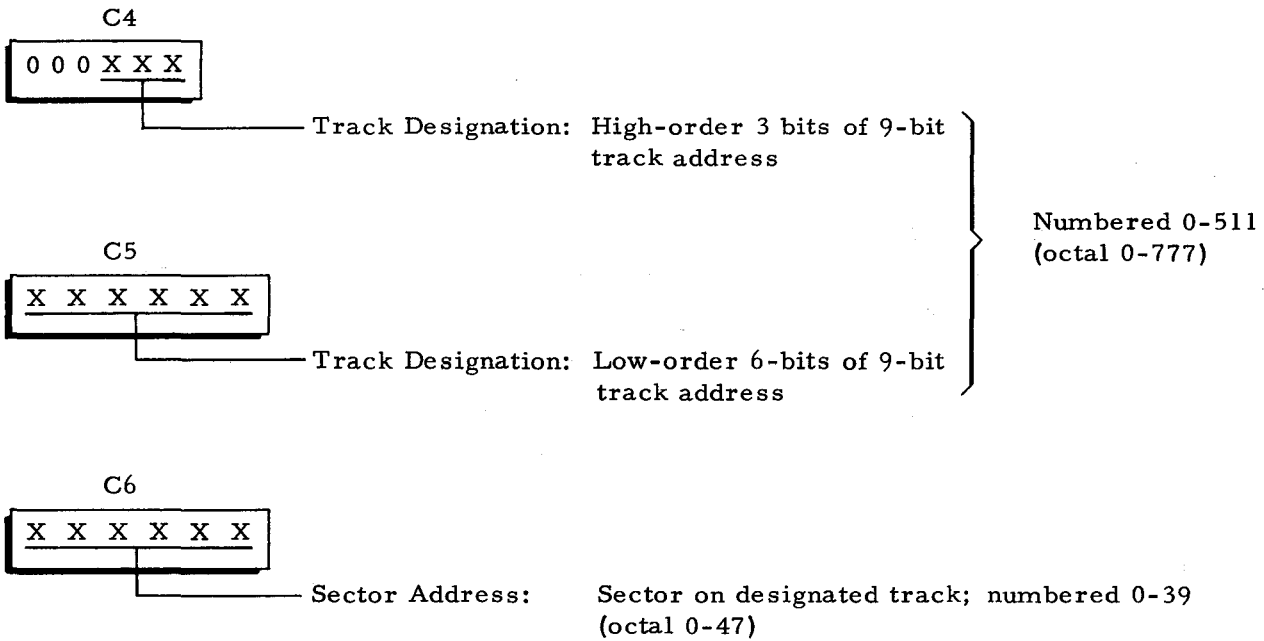 C4
0 0 0 X X X
Track Designation: High-order 3 bits of 9-bit
track address
Numbered 0-511
(octal 0-777)
C5
X X X X X X
Track Designation: Low-order 6-bits of 9-bit
track address
C6
X X X X X X
Sector Address: Sector on designated track; numbered 0-39
(octal 0-47)